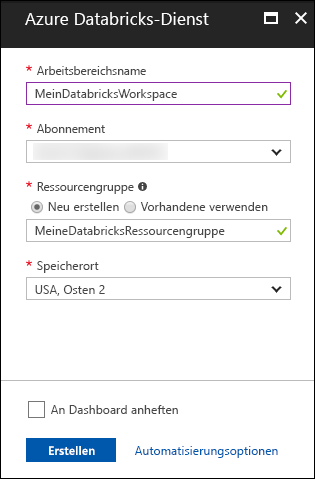 Azure Databricks-Dienst
* Arbeitsbereichsname
MeinDatabricksWorkspace
* Abonnement
* Ressourcengruppe
Neu erstellen Vorhandene verwenden
MeineDatabricksRessourcengruppe
* Speicherort
USA, Osten 2
An Dashboard anheften
Erstellen Automatisierungsoptionen